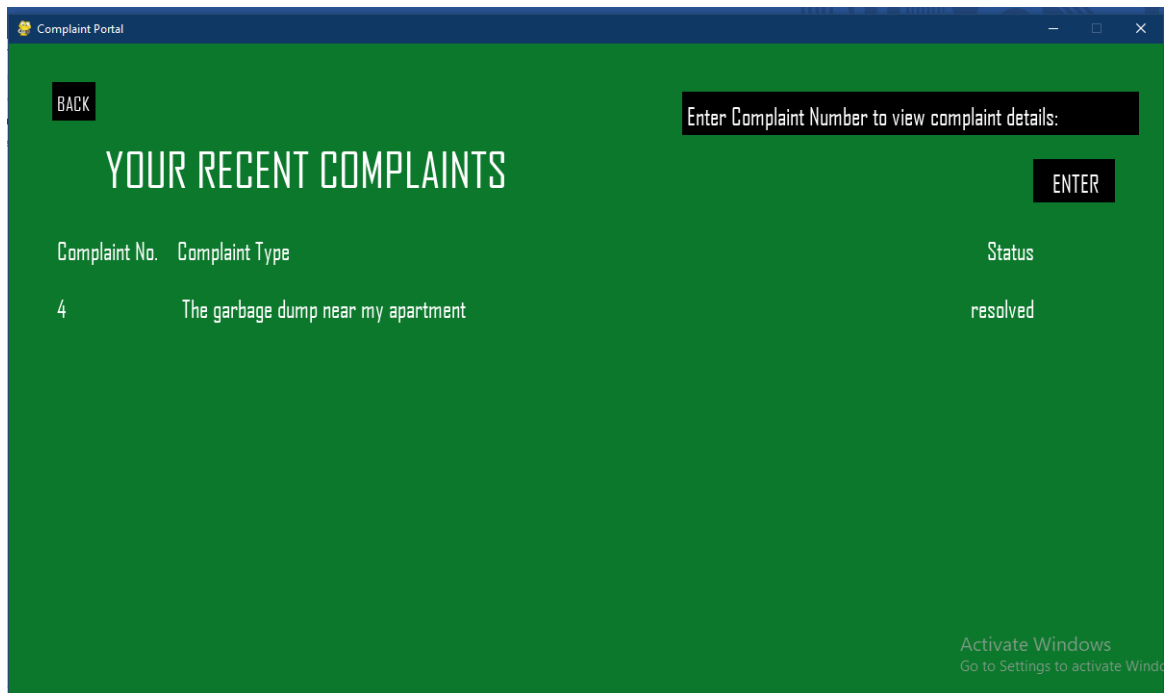 Complaint Portal
BACK
Enter Complaint Number to view complaint details:
YOUR RECENT COMPLAINTS
ENTER
Complaint No. Complaint Type Status
4 The garbage dump near my apartment resolved
Activate Windows
Go to Settings to activate